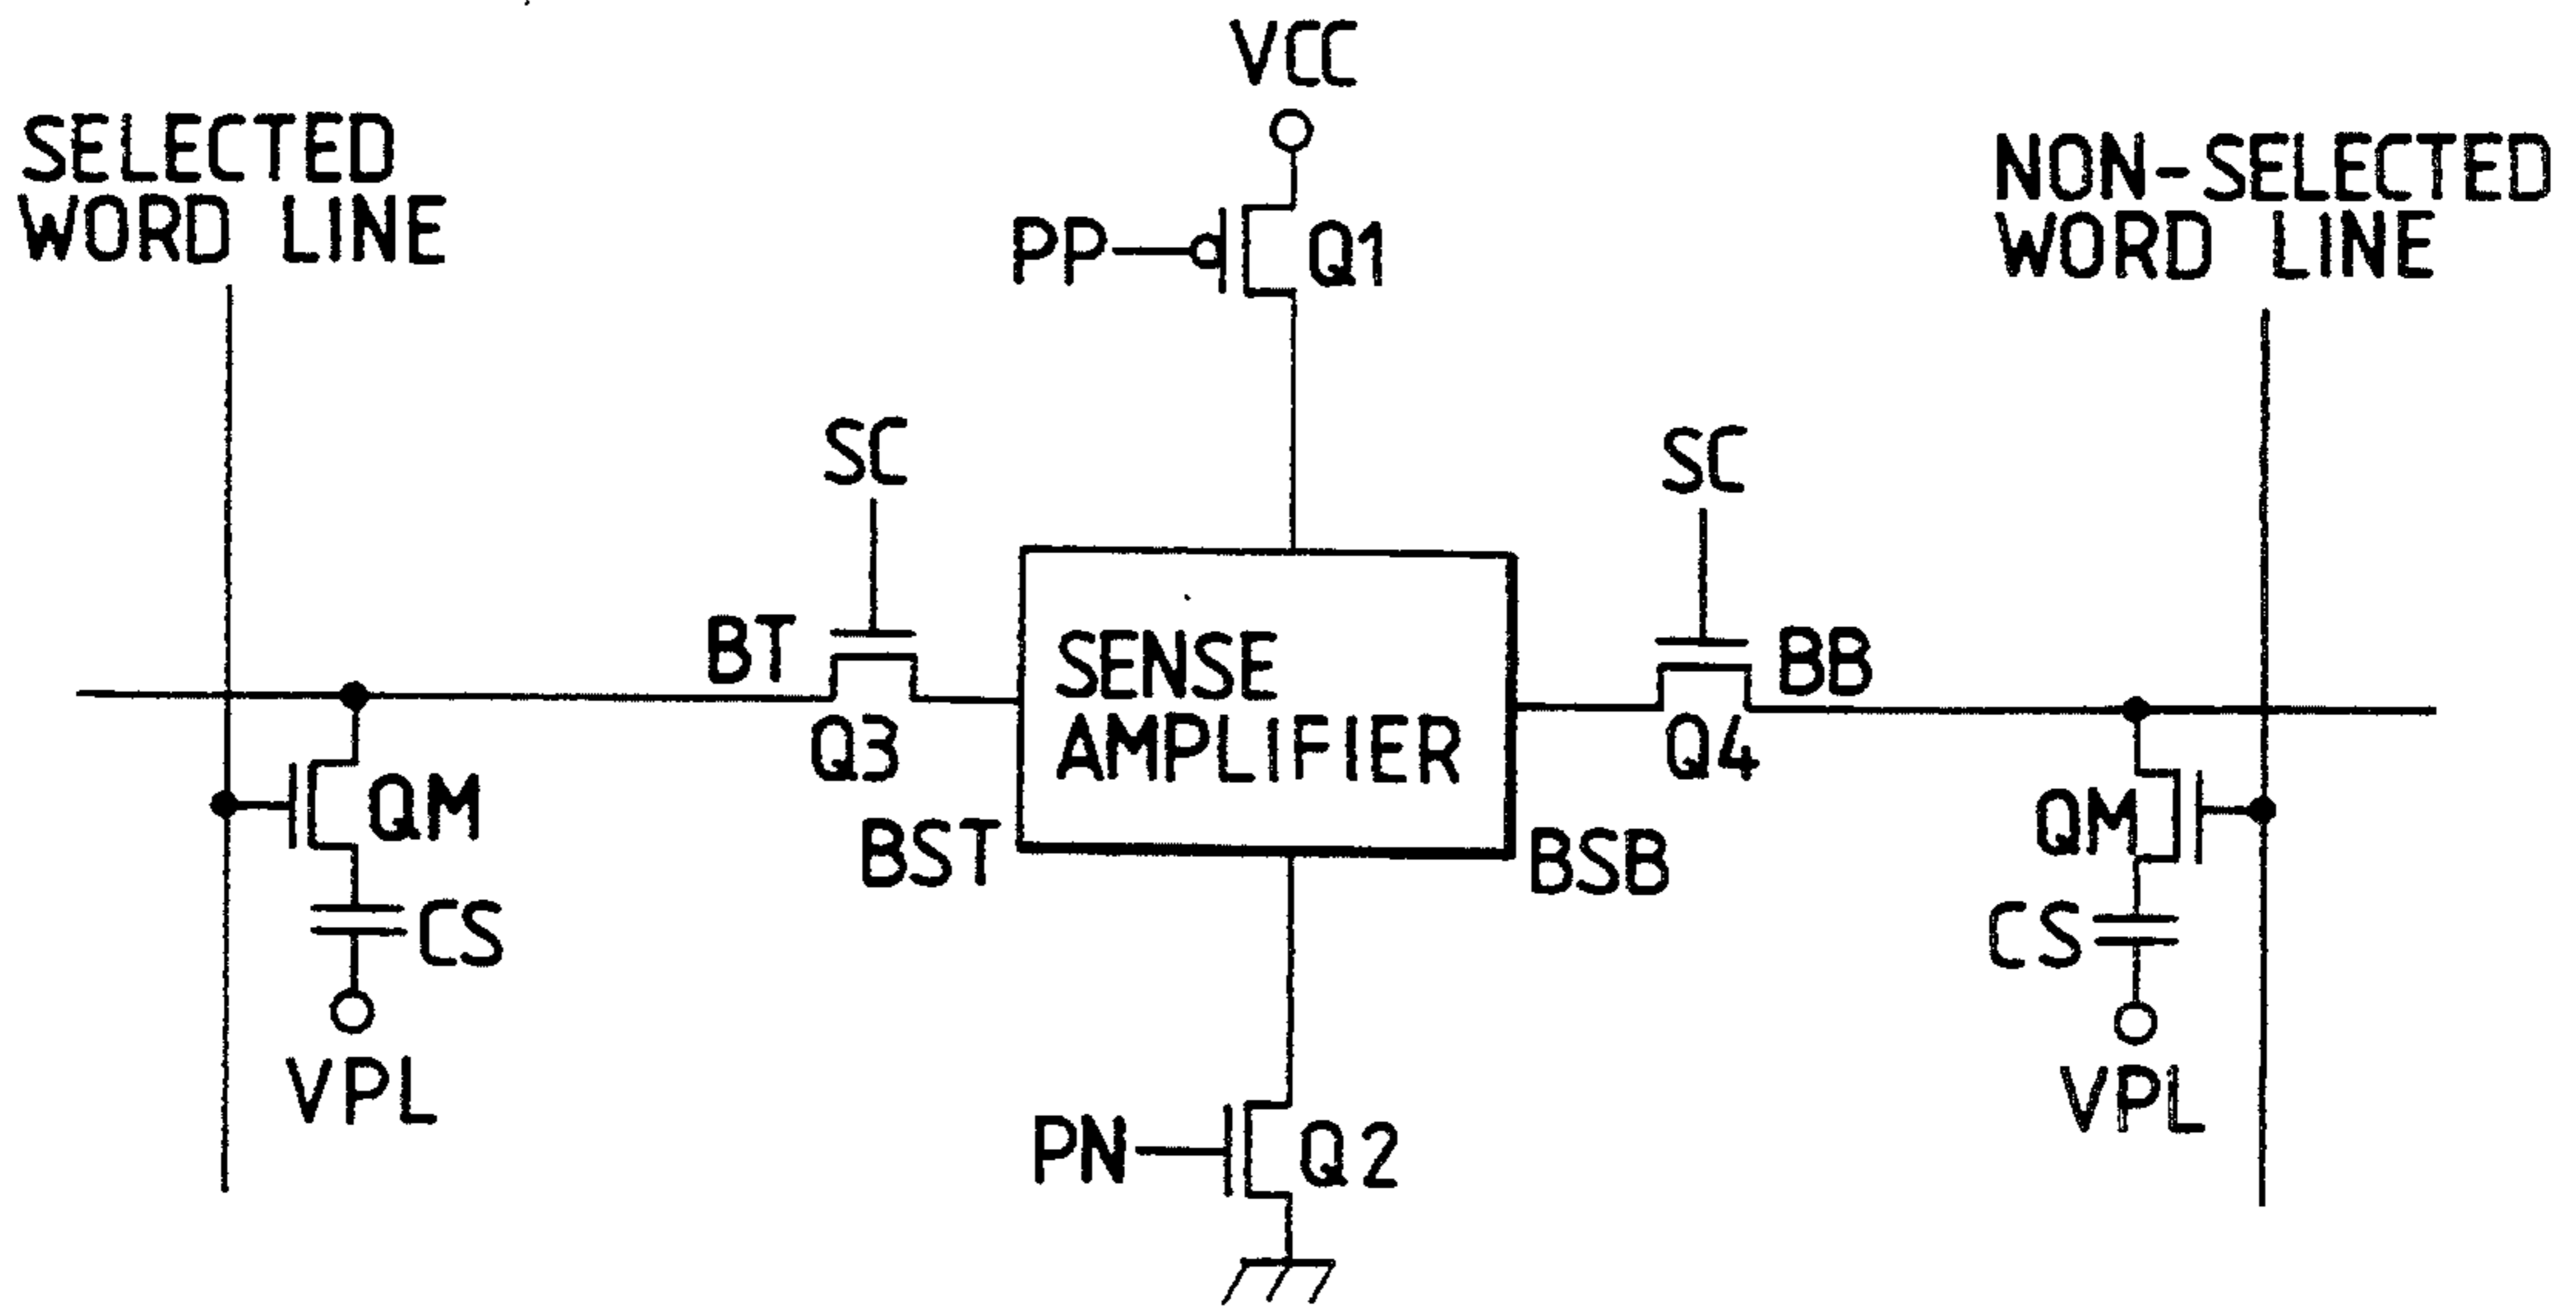 VCC
SELECTED
WORD LINE
NON-SELECTED
WORD LINE
PP
Q1
SC
SC
BT
SENSE
AMPLIFIER
BB
Q3
Q4
QM
QM
BST
BSB
CS
CS
VPL
VPL
PN
Q2